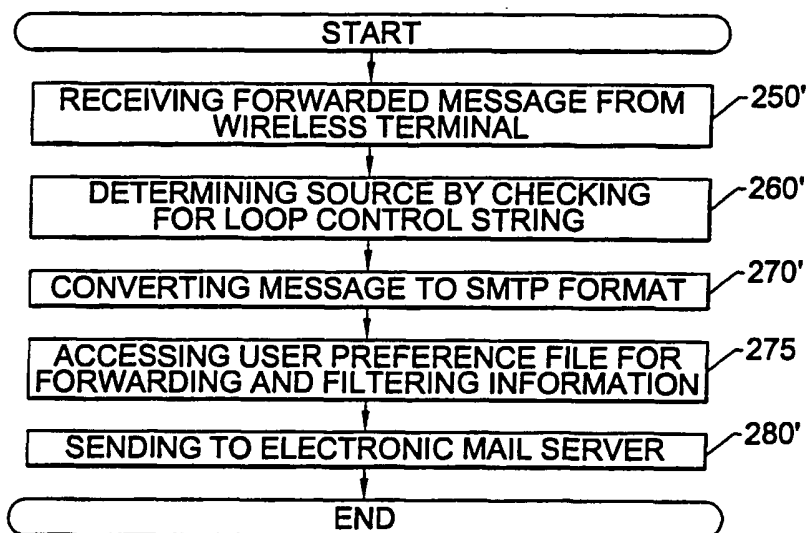 START
RECEIVING FORWARDED MESSAGE FROM
WIRELESS TERMINAL
250'
DETERMINING SOURCE BY CHECKING
FOR LOOP CONTROL STRING
260'
CONVERTING MESSAGE TO SMTP FORMAT
270'
ACCESSING USER PREFERENCE FILE FOR
FORWARDING AND FILTERING INFORMATION
275
SENDING TO ELECTRONIC MAIL SERVER
280'
END